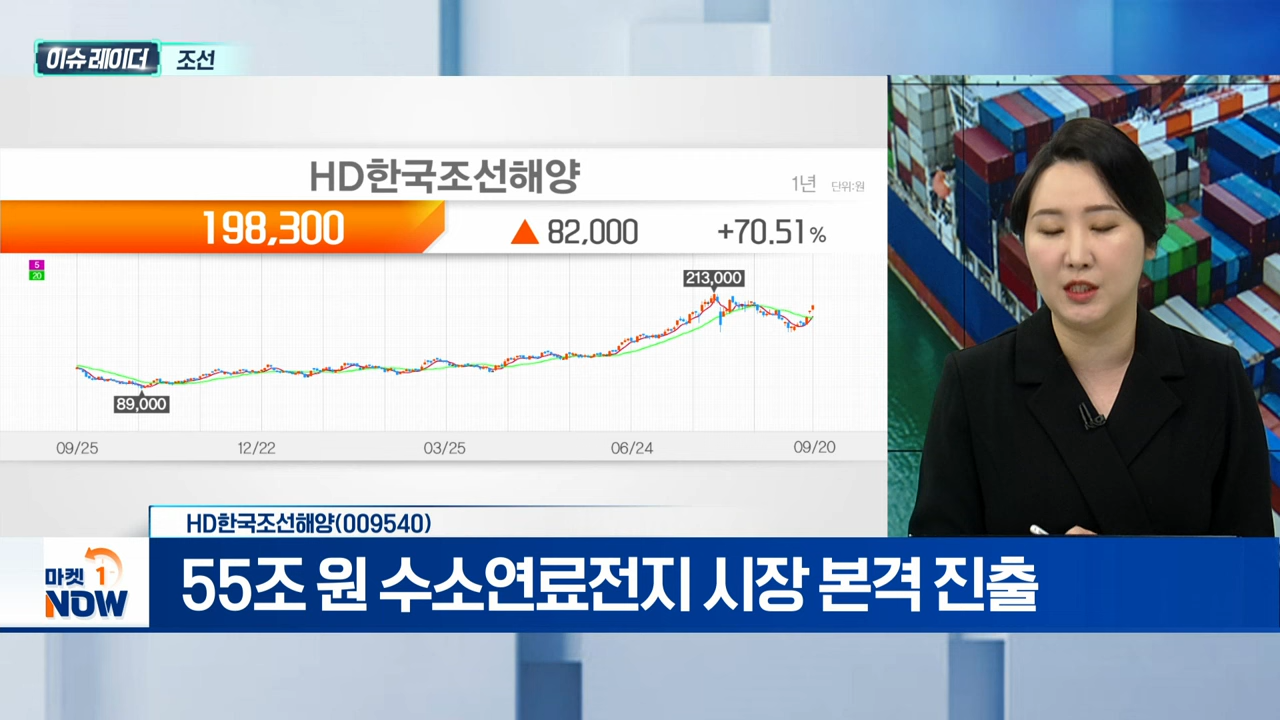 이슈 레이더 조선
HD한국조선해양
1년 단위:원
198,300 ▲ 82,000 +70.51%
5
20
213,000
89,000
09/25 12/22 03/25 06/24 09/20
HD한국조선해양(009540)
마켓 1
NOW
55조 원 수소연료전지 시장 본격 진출